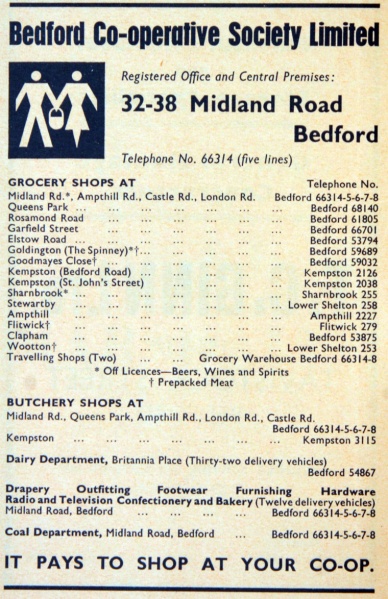 Bedford Co-operative Society Limited
Registered Office and Central Premises:
32-38 Midland Road
Bedford
Telephone No. 66314 (five lines)
GROCERY SHOPS AT Telephone No.
Midland Rd.*, Ampthill Rd., Castle Rd., London Rd. Bedford 66314-5-6-7-8
Queens Park ... ... ... ... ... ... Bedford 68140
Rosamond Road ... ... ... ... ... Bedford 61805
Garfield Street ... ... ... ... ... Bedford 66701
Elstow Road ... ... ... ... ... ... Bedford 53794
Goldington (The Spinney)*† ... ... ... ... Bedford 59689
Goodmayes Close† ... ... ... ... ... Bedford 59032
Kempston (Bedford Road) ... ... ... ... Kempston 2126
Kempston (St. John's Street) ... ... ... Kempston 2038
Sharnbrook* ... ... ... ... ... ... Sharnbrook 255
Stewartby ... ... ... ... ... Lower Shelton 258
Ampthill ... ... ... ... ... ... Ampthill 2227
Flitwick† ... ... ... ... ... ... Flitwick 279
Clapham ... ... ... ... ... ... Bedford 53875
Wootton† ... ... ... ... ... Lower Shelton 253
Travelling Shops (Two) ... ... Grocery Warehouse Bedford 66314-8
* Off Licences—Beers, Wines and Spirits
† Prepacked Meat
BUTCHERY SHOPS AT
Midland Rd., Queens Park, Ampthill Rd., London Rd., Castle Rd.
Bedford 66314-5-6-7-8
Kempston ... ... ... ... ... Kempston 3115
Dairy Department, Britannia Place (Thirty-two delivery vehicles)
Bedford 54867
Drapery Outfitting Footwear Furnishing Hardware
Radio and Television Confectionery and Bakery (Twelve delivery vehicles)
Midland Road, Bedford ... ... ... ... Bedford 66314-5-6-7-8
Coal Department, Midland Road, Bedford ... Bedford 66314-5-6-7-8
IT PAYS TO SHOP AT YOUR CO-OP.